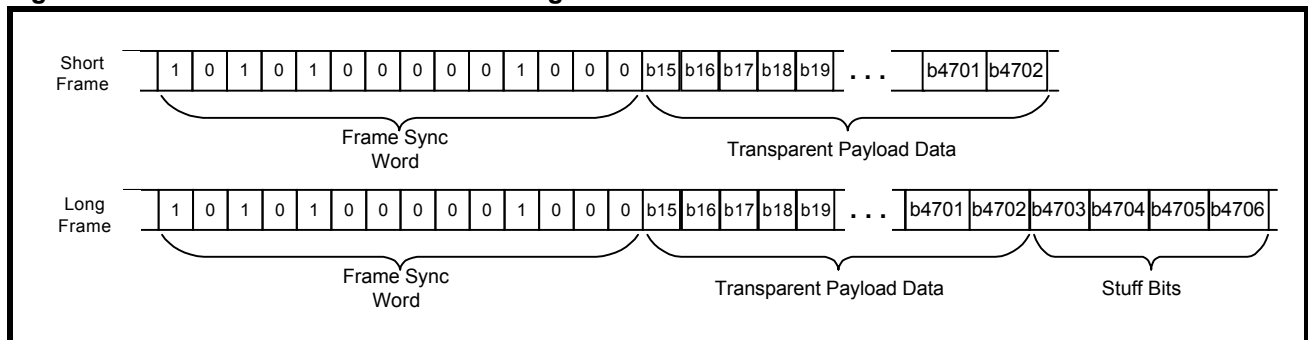 Short
Frame
1 0 1 0 1 0 0 0 0 0 1 0 0 0 b15 b16 b17 b18 b19 . . . b4701 b4702
Frame Sync
Word
Transparent Payload Data
Long
Frame
1 0 1 0 1 0 0 0 0 0 1 0 0 0 b15 b16 b17 b18 b19 . . . b4701 b4702 b4703 b4704 b4705 b4706
Frame Sync
Word
Transparent Payload Data
Stuff Bits